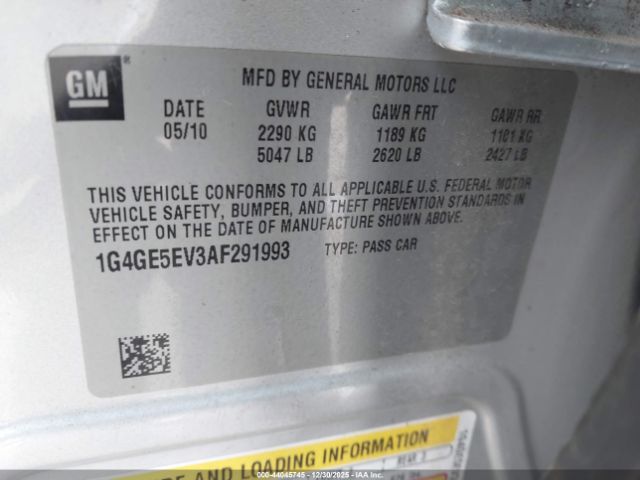 GM ®
MFD BY GENERAL MOTORS LLC
DATE GVWR GAWR FRT GAWR RR
05/10 2290 KG 1189 KG 1101 KG
5047 LB 2620 LB 2427 LB
THIS VEHICLE CONFORMS TO ALL APPLICABLE U.S. FEDERAL MOTOR
VEHICLE SAFETY, BUMPER, AND THEFT PREVENTION STANDARDS IN
EFFECT ON THE DATE OF MANUFACTURE SHOWN ABOVE.
1G4GE5EV3AF291993 TYPE: PASS CAR
AND LOADING INFORMATION
REAR
Owner: 44045745 - IAA - 12/30/2025 - IAA Inc.